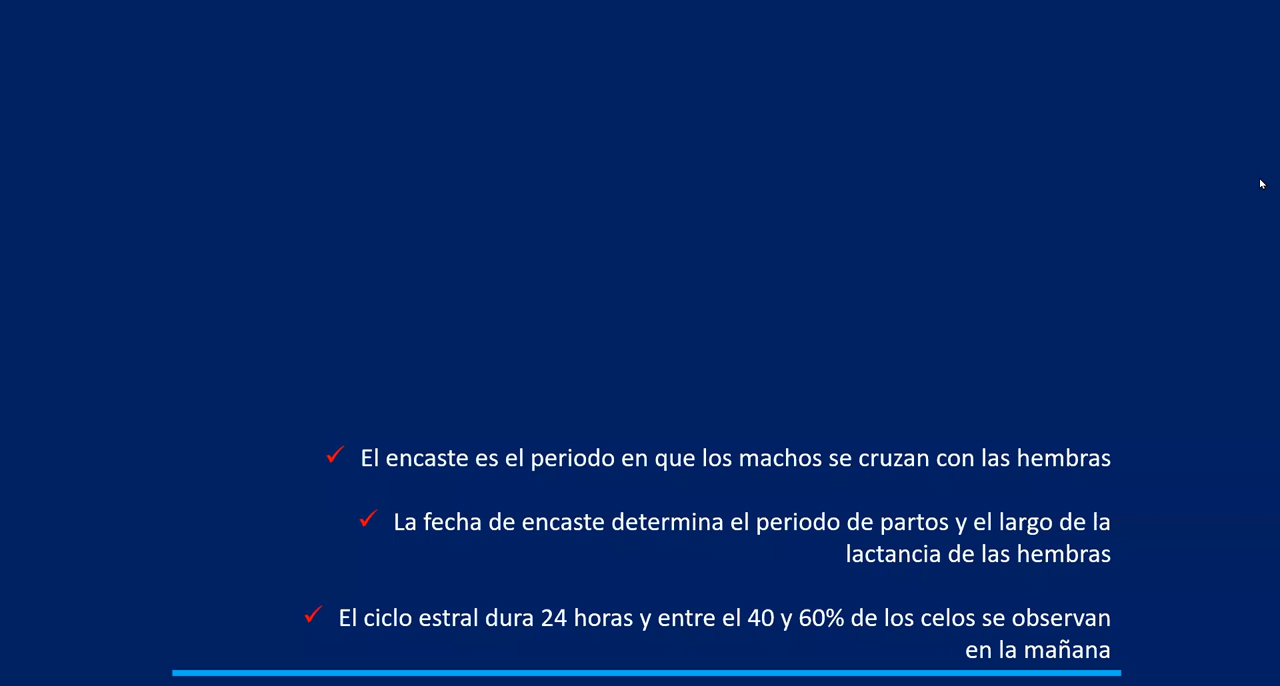 ✓ El encaste es el periodo en que los machos se cruzan con las hembras
✓ La fecha de encaste determina el periodo de partos y el largo de la
lactancia de las hembras
✓ El ciclo estral dura 24 horas y entre el 40 y 60% de los celos se observan
en la mañana